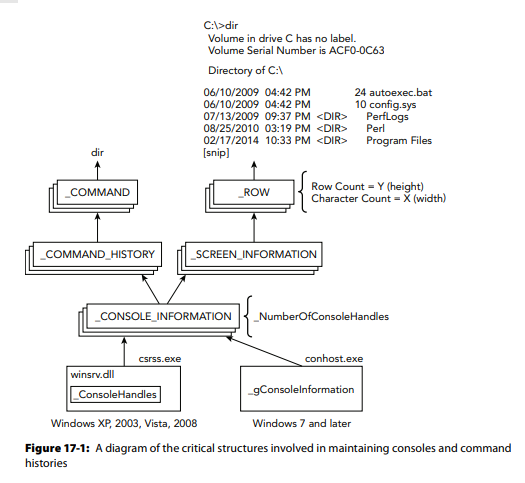 C:\>dir
Volume in drive C has no label.
Volume Serial Number is ACF0-0C63
Directory of C:\
06/10/2009 04:42 PM 24 autoexec.bat
06/10/2009 04:42 PM 10 config.sys
07/13/2009 09:37 PM <DIR> PerfLogs
08/25/2010 03:19 PM <DIR> Perl
02/17/2014 10:33 PM <DIR> Program Files
[snip]
dir
_COMMAND
_ROW
Row Count = Y (height)
Character Count = X (width)
_COMMAND_HISTORY
_SCREEN_INFORMATION
_CONSOLE_INFORMATION
_NumberOfConsoleHandles
csrss.exe
conhost.exe
winsrv.dll
_ConsoleHandles
_gConsoleInformation
Windows XP, 2003, Vista, 2008
Windows 7 and later
Figure 17-1: A diagram of the critical structures involved in maintaining consoles and command
histories